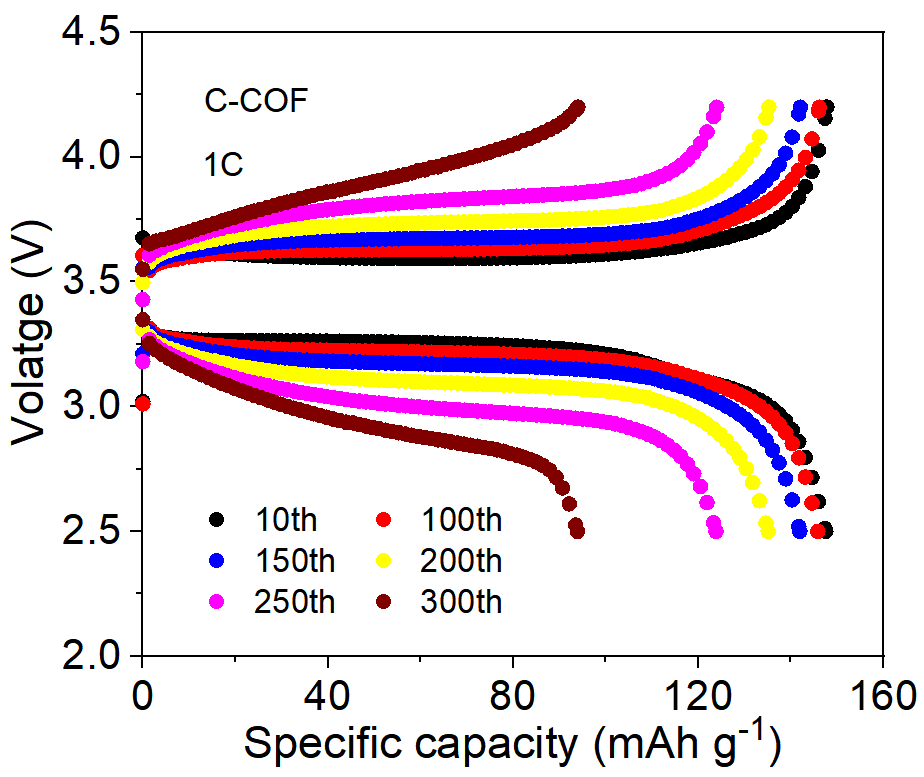 4.5
C-COF
4.0
1C
3.5
Volatge (V)
3.0
10th 100th
2.5
150th 200th
250th 300th
2.0
0 40 80 120 160
Specific capacity (mAh g⁻¹)